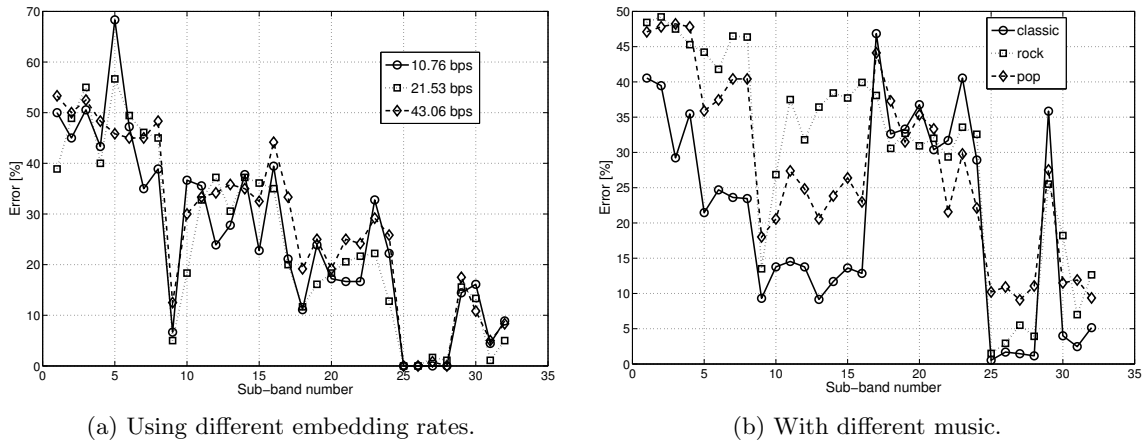 70
60
50
40
30
20
10
0
Error [%]
0 5 10 15 20 25 30 35
Sub−band number
10.76 bps
21.53 bps
43.06 bps
(a) Using different embedding rates.
50
45
40
35
30
25
20
15
10
5
0
Error [%]
0 5 10 15 20 25 30 35
Sub−band number
classic
rock
pop
(b) With different music.